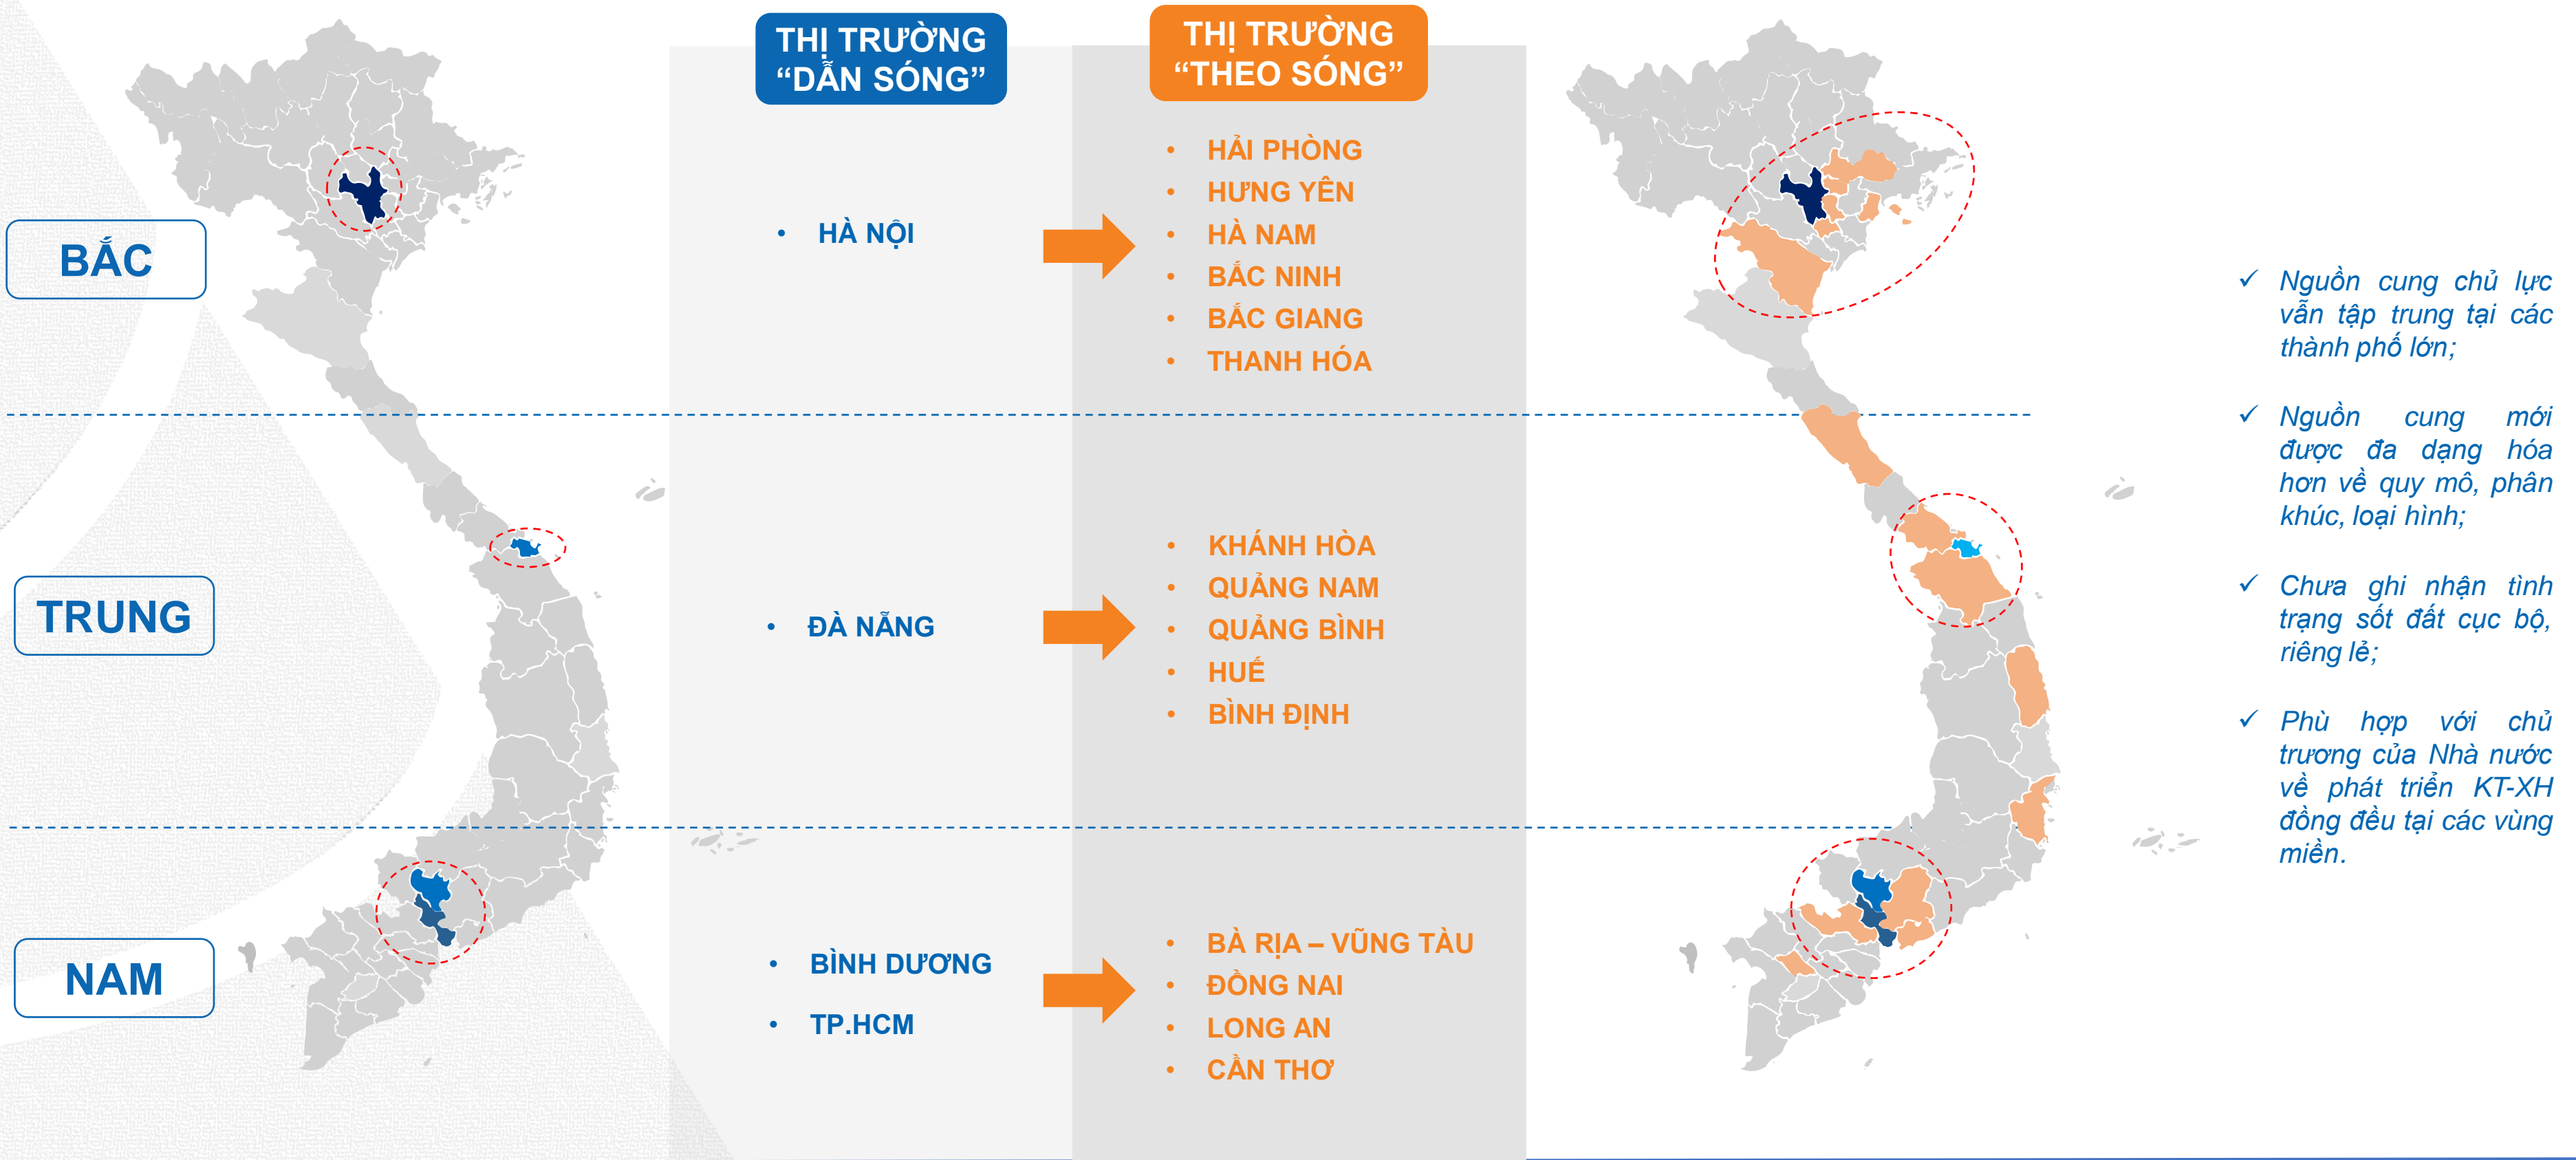 THỊ TRƯỜNG
“DẪN SÓNG”
THỊ TRƯỜNG
“THEO SÓNG”
BẮC
• HÀ NỘI
• HẢI PHÒNG
• HƯNG YÊN
• HÀ NAM
• BẮC NINH
• BẮC GIANG
• THANH HÓA
TRUNG
• ĐÀ NẴNG
• KHÁNH HÒA
• QUẢNG NAM
• QUẢNG BÌNH
• HUẾ
• BÌNH ĐỊNH
NAM
• BÌNH DƯƠNG
• TP.HCM
• BÀ RỊA – VŨNG TÀU
• ĐỒNG NAI
• LONG AN
• CẦN THƠ
✓ Nguồn cung chủ lực
vẫn tập trung tại các
thành phố lớn;
✓ Nguồn cung mới
được đa dạng hóa
hơn về quy mô, phân
khúc, loại hình;
✓ Chưa ghi nhận tình
trạng sốt đất cục bộ,
riêng lẻ;
✓ Phù hợp với chủ
trương của Nhà nước
về phát triển KT-XH
đồng đều tại các vùng
miền.